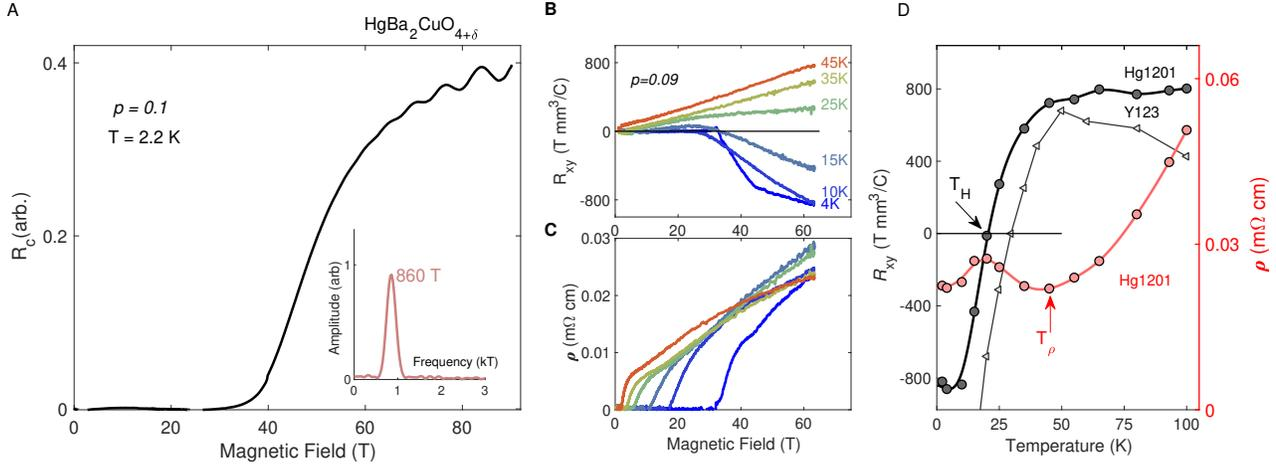 A
HgBa2CuO4+δ
0.4
p = 0.1
T = 2.2 K
Rc(arb.)
0.2
0
0
20
40
60
80
Magnetic Field (T)
Amplitude (arb)
1
860 T
Frequency (kT)
0
0
1
2
3
B
800
p=0.09
45K
35K
25K
Rxy (T mm³/C)
0
15K
10K
4K
-800
0
20
40
60
C
0.03
ρ (mΩ cm)
0.02
0.01
0
0
20
40
60
Magnetic Field (T)
D
Hg1201
Y123
800
400
0
-400
-800
Rxy (T mm³/C)
TH
Hg1201
Tρ
0.06
0.03
0
ρ (mΩ cm)
0
25
50
75
100
Temperature (K)